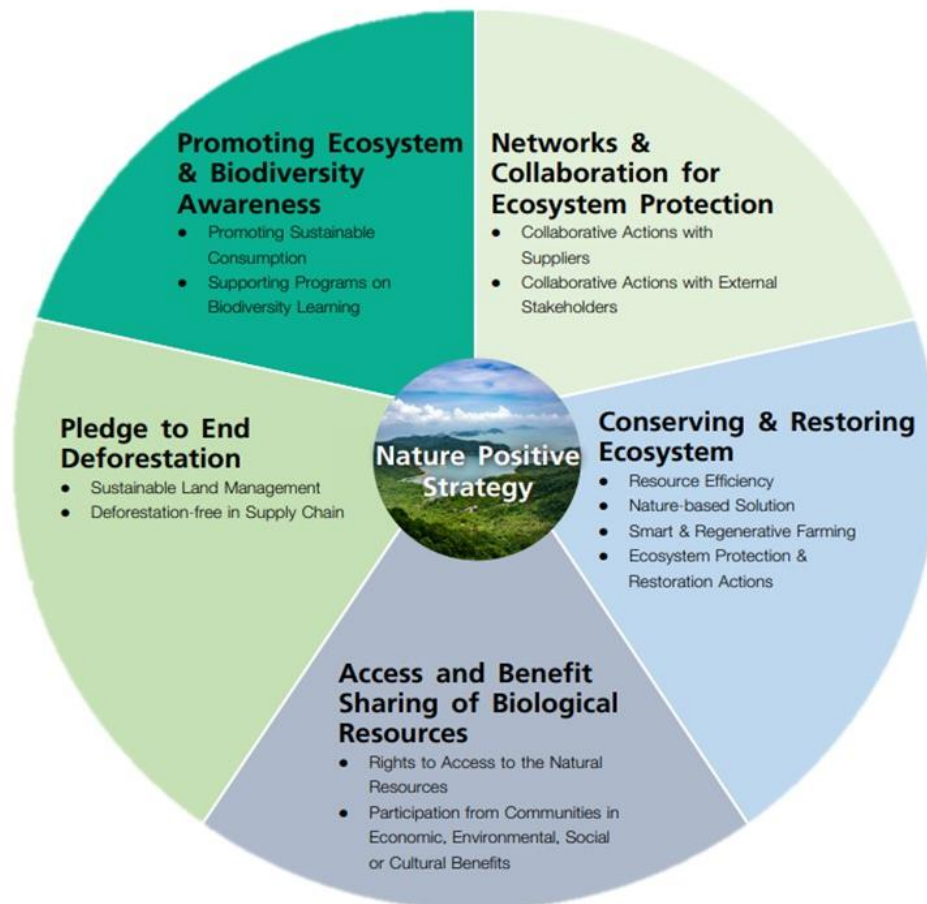 Promoting Ecosystem
& Biodiversity
Awareness
● Promoting Sustainable
Consumption
● Supporting Programs on
Biodiversity Learning
Networks &
Collaboration for
Ecosystem Protection
● Collaborative Actions with
Suppliers
● Collaborative Actions with External
Stakeholders
Pledge to End
Deforestation
● Sustainable Land Management
● Deforestation-free in Supply Chain
Nature Positive
Strategy
Conserving & Restoring
Ecosystem
● Resource Efficiency
● Nature-based Solution
● Smart & Regenerative Farming
● Ecosystem Protection &
Restoration Actions
Access and Benefit
Sharing of Biological
Resources
● Rights to Access to the Natural
Resources
● Participation from Communities in
Economic, Environmental, Social
or Cultural Benefits